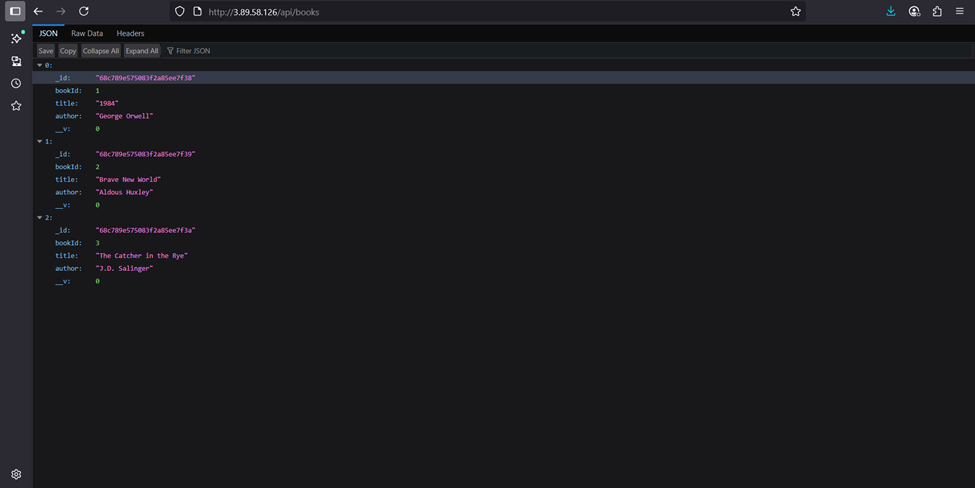 http://3.89.58.126/api/books
JSON Raw Data Headers
Save Copy Collapse All Expand All Filter JSON
0:
_id: "68c789e575083f2a85ee7f38"
bookId: 1
title: "1984"
author: "George Orwell"
__v: 0
1:
_id: "68c789e575083f2a85ee7f39"
bookId: 2
title: "Brave New World"
author: "Aldous Huxley"
__v: 0
2:
_id: "68c789e575083f2a85ee7f3a"
bookId: 3
title: "The Catcher in the Rye"
author: "J.D. Salinger"
__v: 0